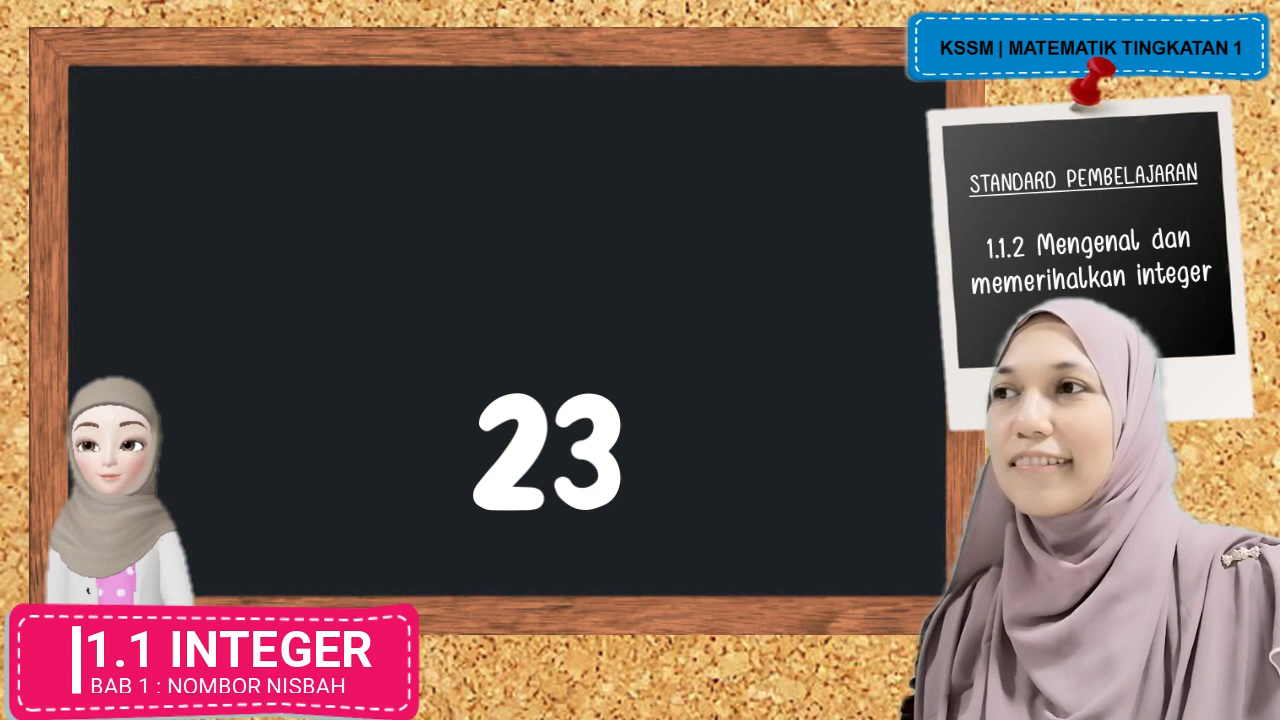 KSSM | MATEMATIK TINGKATAN 1
STANDARD PEMBELAJARAN
1.1.2 Mengenal dan
memerihalkan integer
23
1.1 INTEGER
BAB 1 : NOMBOR NISBAH